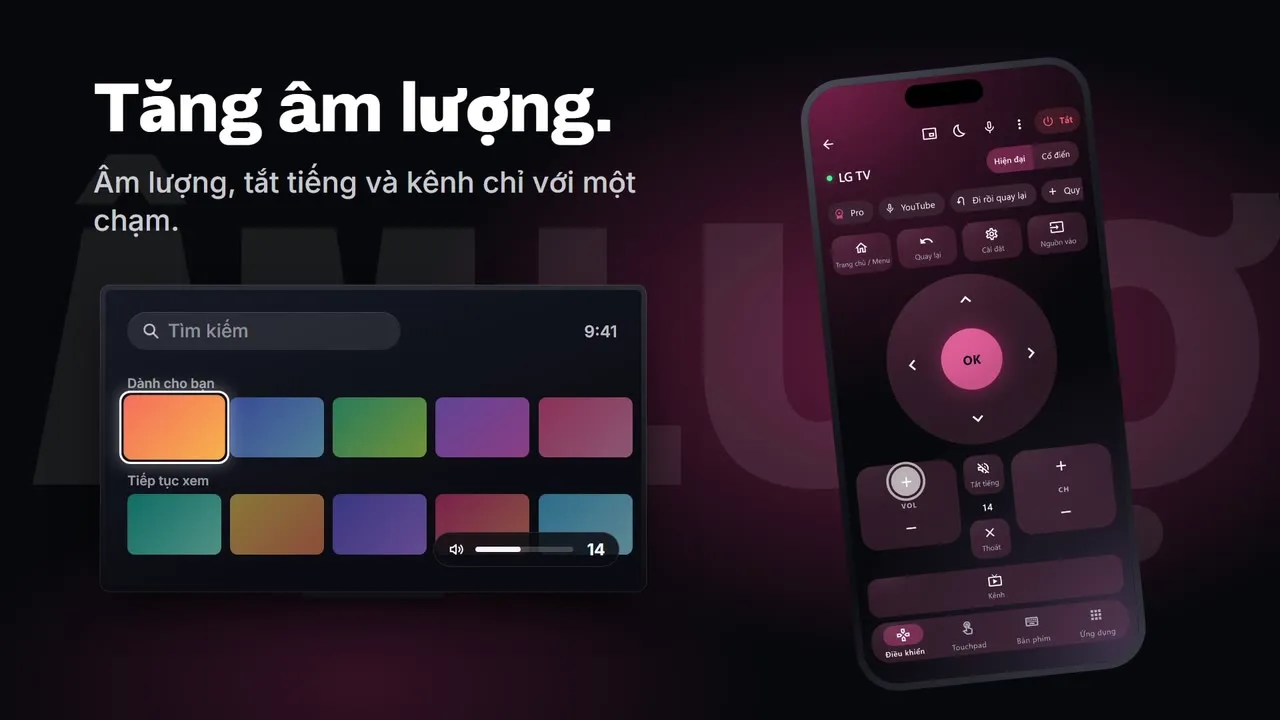 Tăng âm lượng.
Âm lượng, tắt tiếng và kênh chỉ với một
chạm.
ÂM LƯỢ
Tìm kiếm
9:41
Dành cho bạn
Tiếp tục xem
14
Tắt
LG TV
Hiện đại
Cổ điển
Pro
YouTube
Đi rồi quay lại
+ Quy
Trang chủ / Menu
Quay lại
Cài đặt
Nguồn vào
OK
+
VOL
−
Tắt tiếng
14
Thoát
+
CH
−
Kênh
Điều khiển
Touchpad
Bàn phím
Ứng dụng